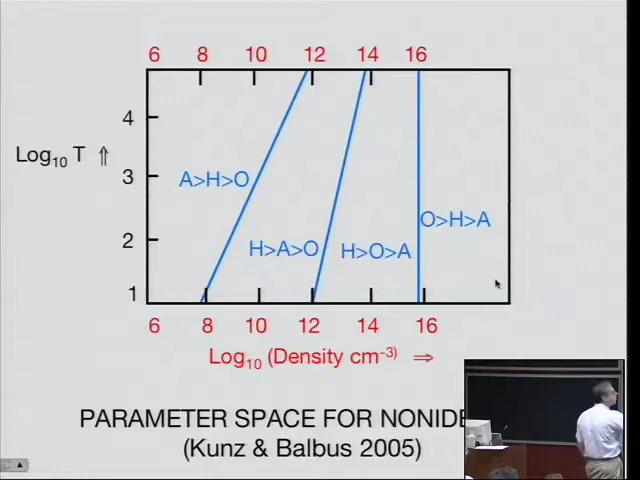 6 8 10 12 14 16
4
Log10 T ⇑
3
A>H>O
O>H>A
2
H>A>O
H>O>A
1
6 8 10 12 14 16
Log10 (Density cm-3) ⇒
PARAMETER SPACE FOR
(Kunz & Balbus 2005)